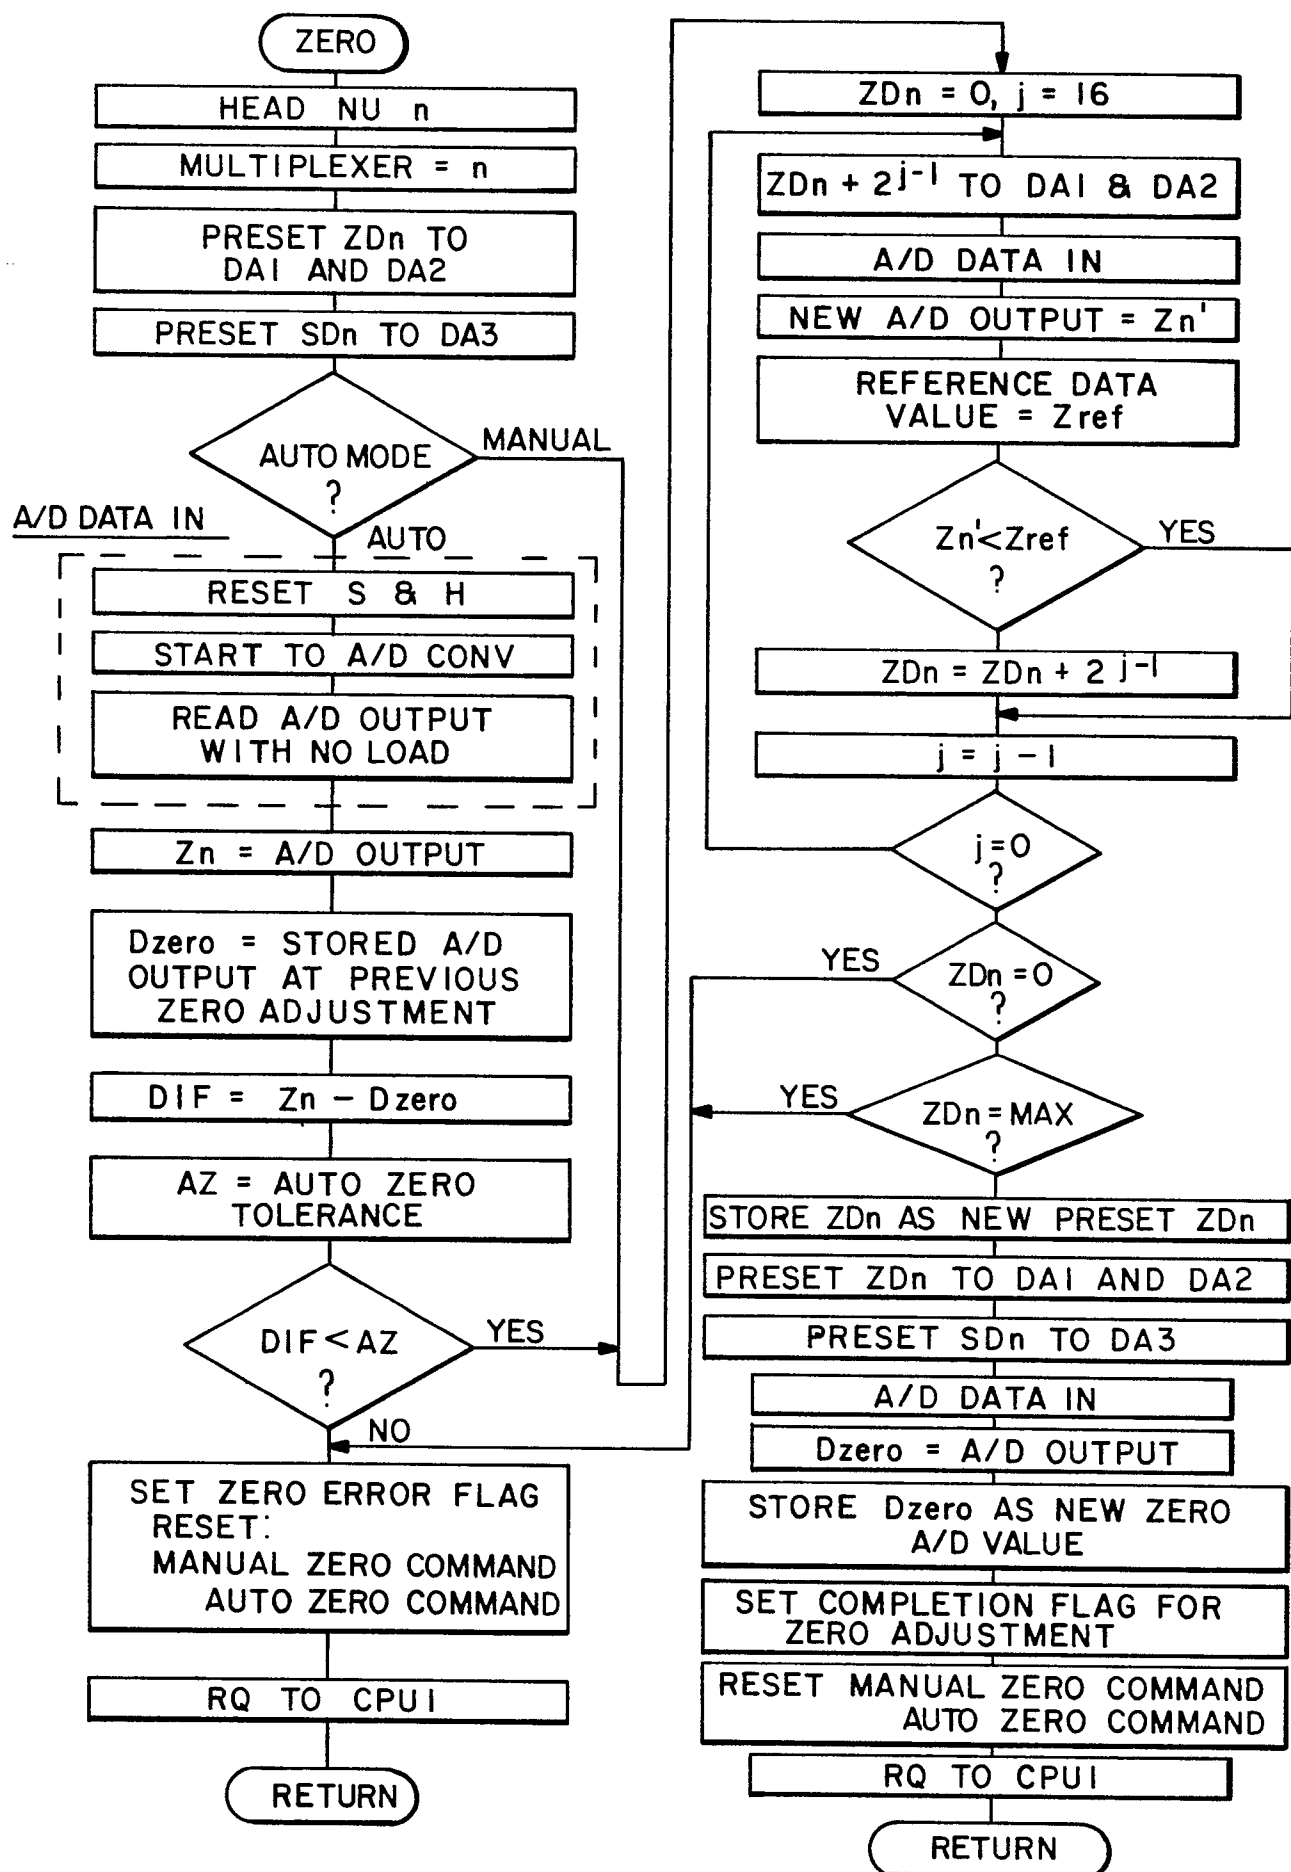 ZERO
HEAD NU n
MULTIPLEXER = n
PRESET ZDn TO
DA1 AND DA2
PRESET SDn TO DA3
AUTO MODE
?
MANUAL
A/D DATA IN
AUTO
RESET S & H
START TO A/D CONV
READ A/D OUTPUT
WITH NO LOAD
Zn = A/D OUTPUT
Dzero = STORED A/D
OUTPUT AT PREVIOUS
ZERO ADJUSTMENT
DIF = Zn - Dzero
AZ = AUTO ZERO
TOLERANCE
DIF < AZ
?
YES
NO
SET ZERO ERROR FLAG
RESET:
MANUAL ZERO COMMAND
AUTO ZERO COMMAND
RQ TO CPU1
RETURN
ZDn = 0, j = 16
ZDn + 2^j-1 TO DA1 & DA2
A/D DATA IN
NEW A/D OUTPUT = Zn'
REFERENCE DATA
VALUE = Zref
Zn' < Zref
?
YES
ZDn = ZDn + 2^j-1
j = j - 1
j = 0
?
ZDn = 0
?
YES
ZDn = MAX
?
YES
STORE ZDn AS NEW PRESET ZDn
PRESET ZDn TO DA1 AND DA2
PRESET SDn TO DA3
A/D DATA IN
Dzero = A/D OUTPUT
STORE Dzero AS NEW ZERO
A/D VALUE
SET COMPLETION FLAG FOR
ZERO ADJUSTMENT
RESET MANUAL ZERO COMMAND
AUTO ZERO COMMAND
RQ TO CPU1
RETURN